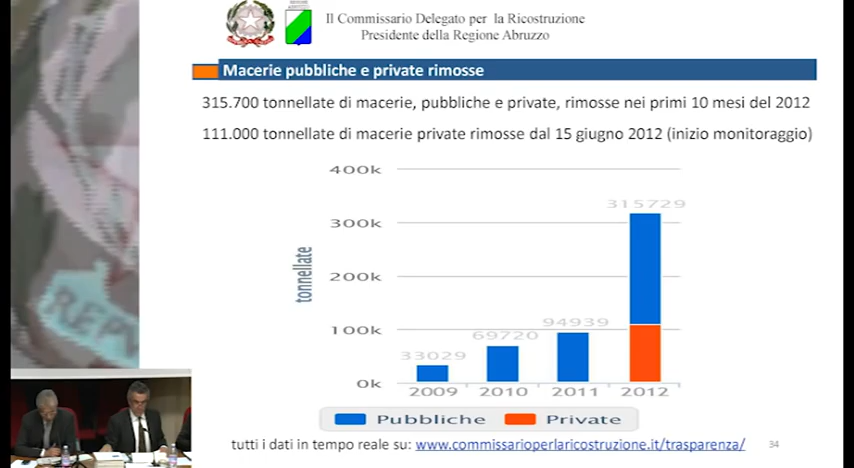 Il Commissario Delegato per la Ricostruzione
Presidente della Regione Abruzzo
Macerie pubbliche e private rimosse
315.700 tonnellate di macerie, pubbliche e private, rimosse nei primi 10 mesi del 2012
111.000 tonnellate di macerie private rimosse dal 15 giugno 2012 (inizio monitoraggio)
tonnellate
400k
300k
200k
100k
0k
33029
69720
94939
315729
2009 2010 2011 2012
Pubbliche Private
tutti i dati in tempo reale su: www.commissarioperlaricostruzione.it/trasparenza/
34